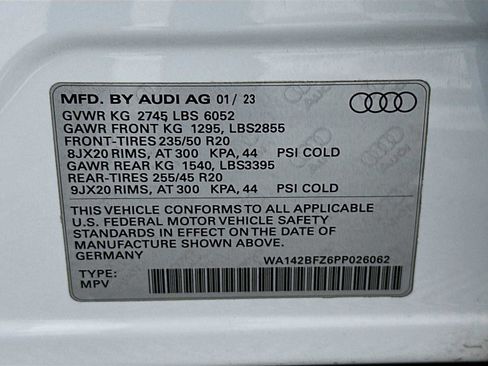 MFD. BY AUDI AG 01/ 23
GVWR KG 2745 LBS 6052
GAWR FRONT KG 1295, LBS2855
FRONT-TIRES 235/50 R20
8JX20 RIMS, AT 300 KPA, 44 PSI COLD
GAWR REAR KG 1540, LBS3395
REAR-TIRES 255/45 R20
9JX20 RIMS, AT 300 KPA, 44 PSI COLD
THIS VEHICLE CONFORMS TO ALL APPLICABLE
U.S. FEDERAL MOTOR VEHICLE SAFETY
STANDARDS IN EFFECT ON THE DATE OF
MANUFACTURE SHOWN ABOVE.
GERMANY
WA142BFZ6PP026062
TYPE:
MPV